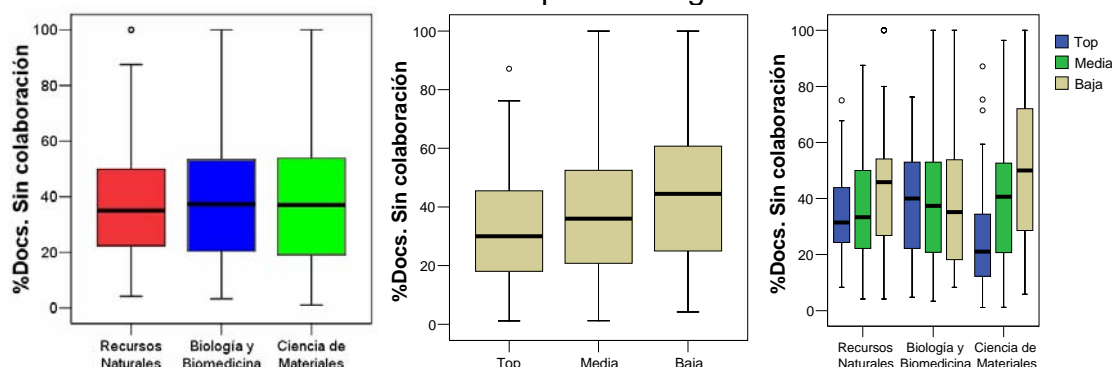 %Docs. Sin colaboración
100
80
60
40
20
0
Recursos Naturales
Biología y Biomedicina
Ciencia de Materiales
%Docs. Sin colaboración
100
80
60
40
20
0
Top
Media
Baja
%Docs. Sin colaboración
100
80
60
40
20
0
Recursos Naturales
Biología y Biomedicina
Ciencia de Materiales
Top
Media
Baja